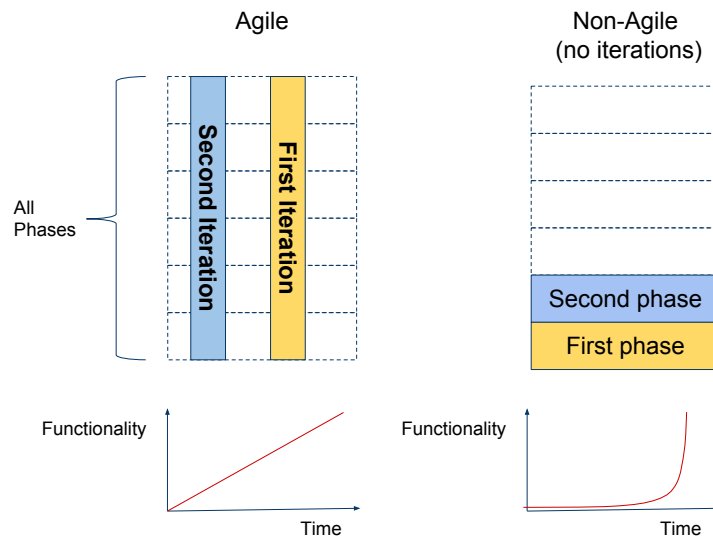 Agile
Non-Agile
(no iterations)
All
Phases
Second Iteration
First Iteration
Second phase
First phase
Functionality
Time
Functionality
Time